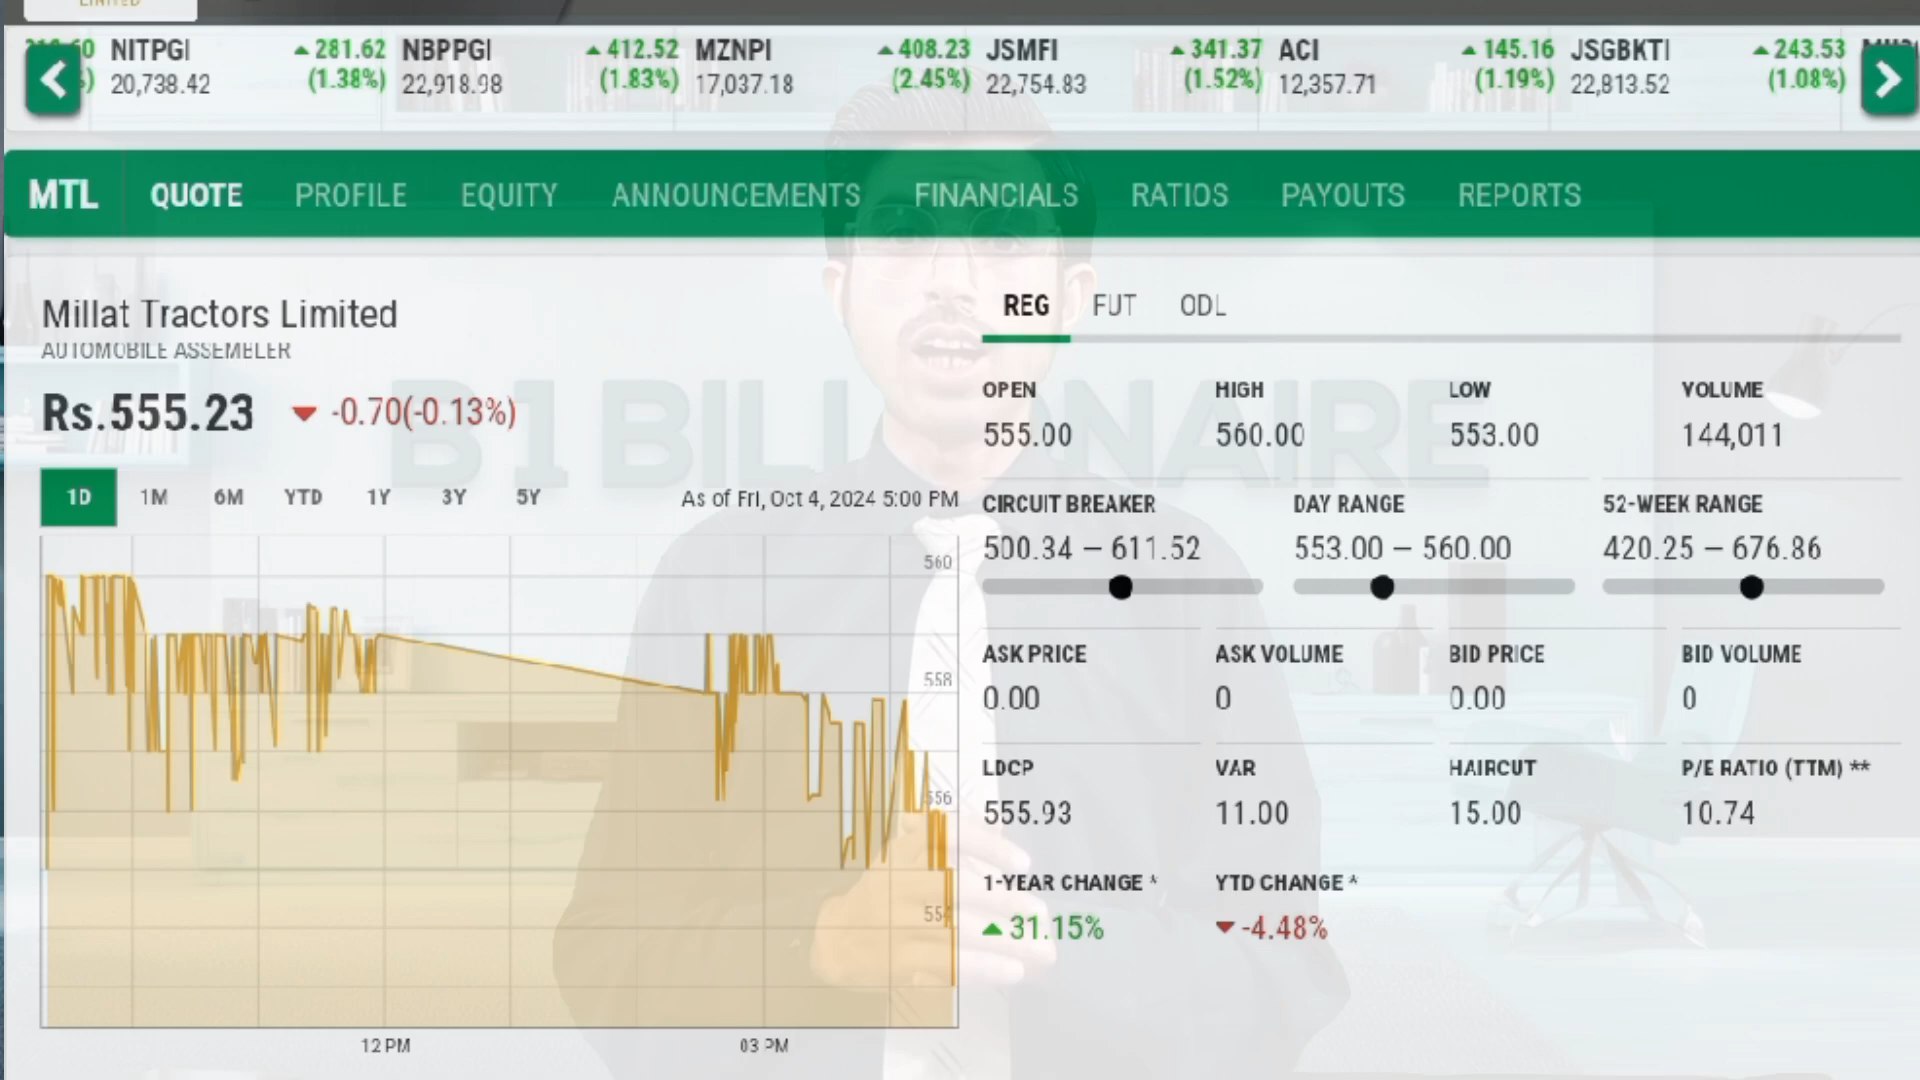 LIMITED
NITPGI ▲ 281.62 NBPPGI ▲ 412.52 MZNPI ▲ 408.23 JSMFI ▲ 341.37 ACI ▲ 145.16 JSGBKTI ▲ 243.53
20,738.42 (1.38%) 22,918.98 (1.83%) 17,037.18 (2.45%) 22,754.83 (1.52%) 12,357.71 (1.19%) 22,813.52 (1.08%)
MTL QUOTE PROFILE EQUITY ANNOUNCEMENTS FINANCIALS RATIOS PAYOUTS REPORTS
Millat Tractors Limited
AUTOMOBILE ASSEMBLER
Rs.555.23 ▼ -0.70(-0.13%)
B1 BILLIONAIRE
1D 1M 6M YTD 1Y 3Y 5Y As of Fri, Oct 4, 2024 5:00 PM
560
558
556
554
12 PM 03 PM
REG FUT ODL
OPEN HIGH LOW VOLUME
555.00 560.00 553.00 144,011
CIRCUIT BREAKER DAY RANGE 52-WEEK RANGE
500.34 — 611.52 553.00 — 560.00 420.25 — 676.86
ASK PRICE ASK VOLUME BID PRICE BID VOLUME
0.00 0 0.00 0
LDCP VAR HAIRCUT P/E RATIO (TTM) **
555.93 11.00 15.00 10.74
1-YEAR CHANGE * YTD CHANGE *
▲ 31.15% ▼ -4.48%